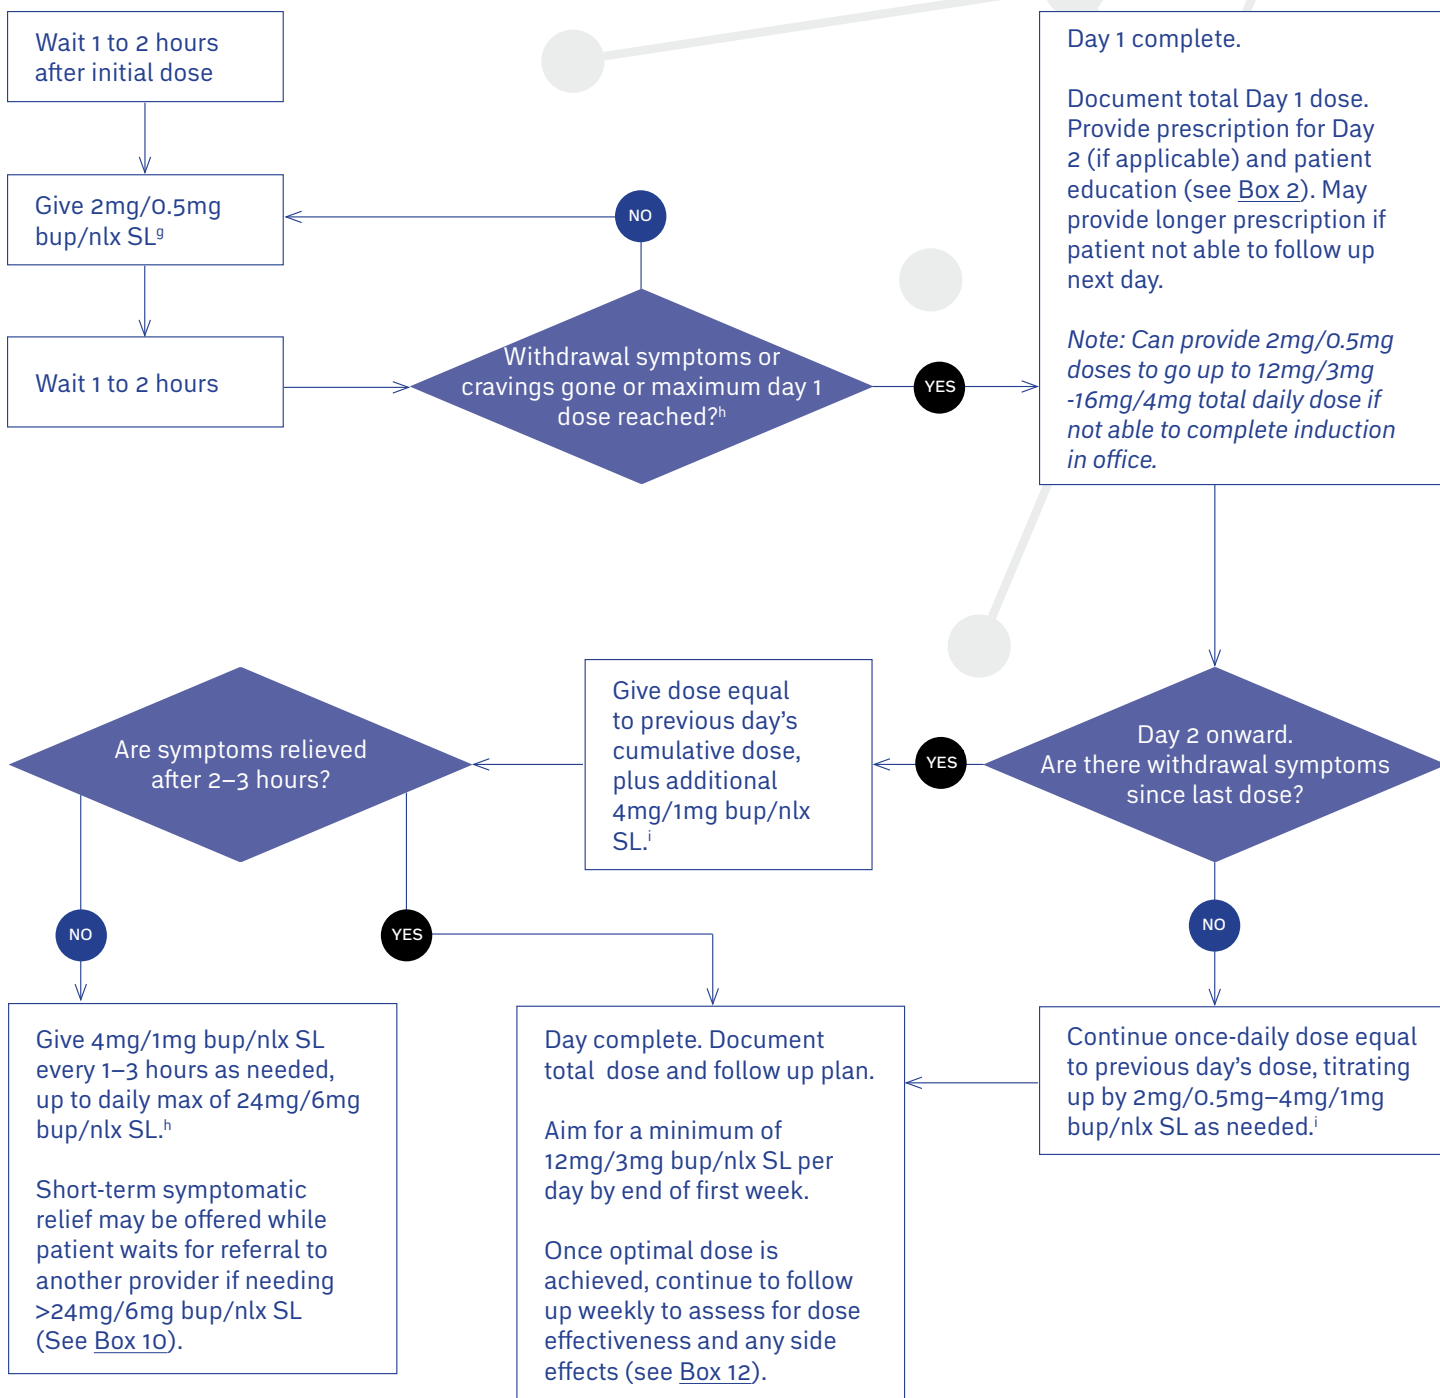 Wait 1 to 2 hours
after initial dose
Give 2mg/0.5mg
bup/nlx SLᵍ
Wait 1 to 2 hours
NO
Withdrawal symptoms or
cravings gone or maximum day 1
dose reached?ʰ
YES
Day 1 complete.
Document total Day 1 dose.
Provide prescription for Day
2 (if applicable) and patient
education (see Box 2). May
provide longer prescription if
patient not able to follow up
next day.
Note: Can provide 2mg/0.5mg
doses to go up to 12mg/3mg
-16mg/4mg total daily dose if
not able to complete induction
in office.
Day 2 onward.
Are there withdrawal symptoms
since last dose?
YES
Give dose equal
to previous day's
cumulative dose,
plus additional
4mg/1mg bup/nlx
SL.ⁱ
Are symptoms relieved
after 2–3 hours?
NO
YES
NO
Give 4mg/1mg bup/nlx SL
every 1–3 hours as needed,
up to daily max of 24mg/6mg
bup/nlx SL.ʰ
Short-term symptomatic
relief may be offered while
patient waits for referral to
another provider if needing
>24mg/6mg bup/nlx SL
(See Box 10).
Day complete. Document
total dose and follow up plan.
Aim for a minimum of
12mg/3mg bup/nlx SL per
day by end of first week.
Once optimal dose is
achieved, continue to follow
up weekly to assess for dose
effectiveness and any side
effects (see Box 12).
Continue once-daily dose equal
to previous day's dose, titrating
up by 2mg/0.5mg–4mg/1mg
bup/nlx SL as needed.ⁱ